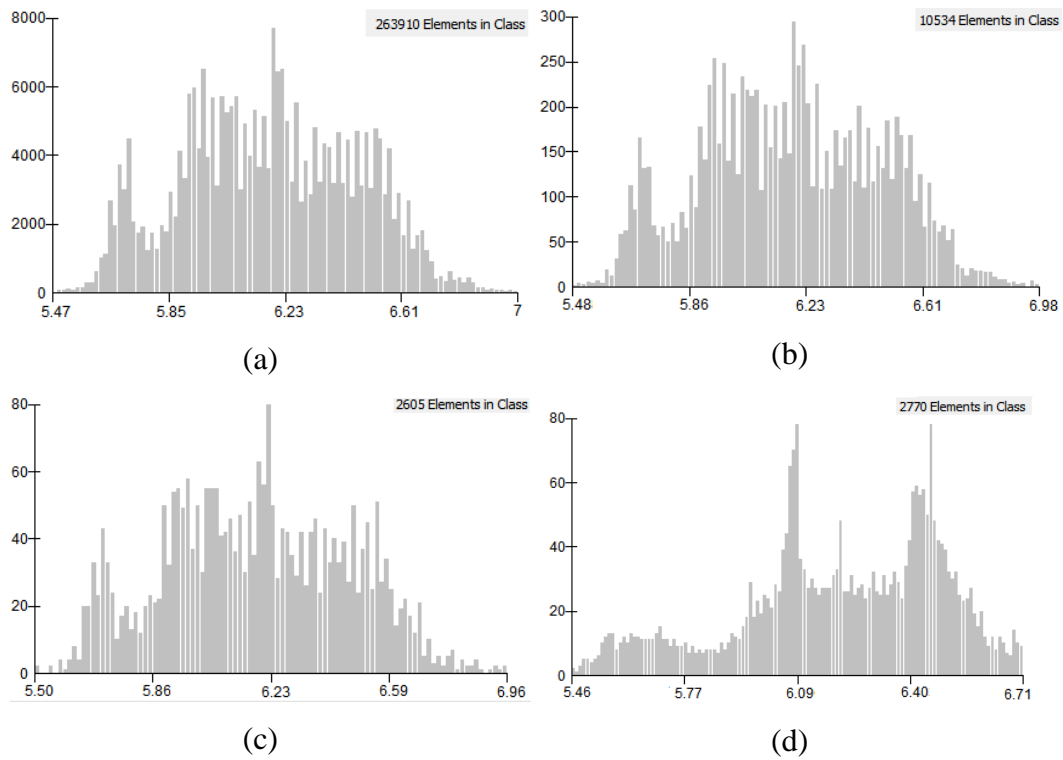 8000
263910 Elements in Class
6000
4000
2000
0
5.47 5.85 6.23 6.61 7
(a)
300
10534 Elements in Class
250
200
150
100
50
0
5.48 5.86 6.23 6.61 6.98
(b)
80
2605 Elements in Class
60
40
20
0
5.50 5.86 6.23 6.59 6.96
(c)
80
2770 Elements in Class
60
40
20
0
5.46 5.77 6.09 6.40 6.71
(d)